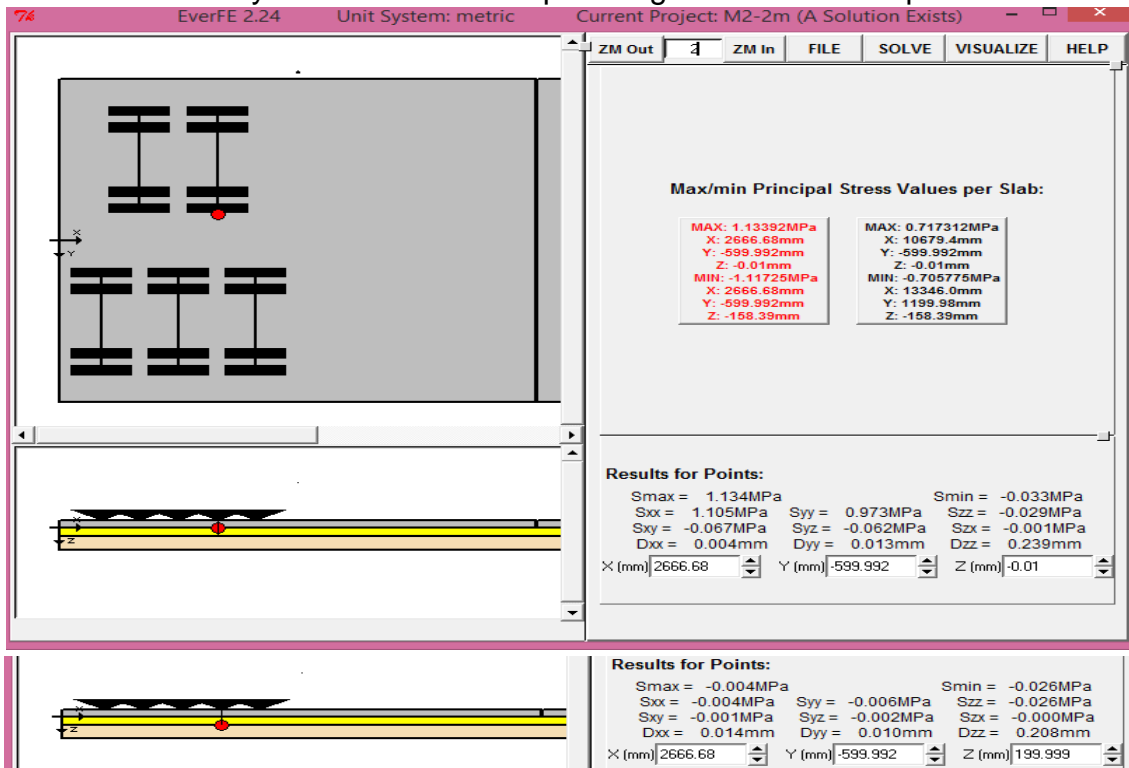 EverFE 2.24 Unit System: metric Current Project: M2-2m (A Solution Exists)
ZM Out 2 ZM In FILE SOLVE VISUALIZE HELP
X
Y
Max/min Principal Stress Values per Slab:
MAX: 1.13392MPa
X: 2666.68mm
Y: -599.992mm
Z: -0.01mm
MIN: -1.11725MPa
X: 2666.68mm
Y: -599.992mm
Z: -158.39mm
MAX: 0.717312MPa
X: 10679.4mm
Y: -599.992mm
Z: -0.01mm
MIN: -0.705775MPa
X: 13346.0mm
Y: 1199.98mm
Z: -158.39mm
X
Z
Results for Points:
Smax = 1.134MPa Smin = -0.033MPa
Sxx = 1.105MPa Syy = 0.973MPa Szz = -0.029MPa
Sxy = -0.067MPa Syz = -0.062MPa Szx = -0.001MPa
Dxx = 0.004mm Dyy = 0.013mm Dzz = 0.239mm
X (mm) 2666.68 Y (mm) -599.992 Z (mm) -0.01
X
Z
Results for Points:
Smax = -0.004MPa Smin = -0.026MPa
Sxx = -0.004MPa Syy = -0.006MPa Szz = -0.026MPa
Sxy = -0.001MPa Syz = -0.002MPa Szx = -0.000MPa
Dxx = 0.014mm Dyy = 0.010mm Dzz = 0.208mm
X (mm) 2666.68 Y (mm) -599.992 Z (mm) 199.999